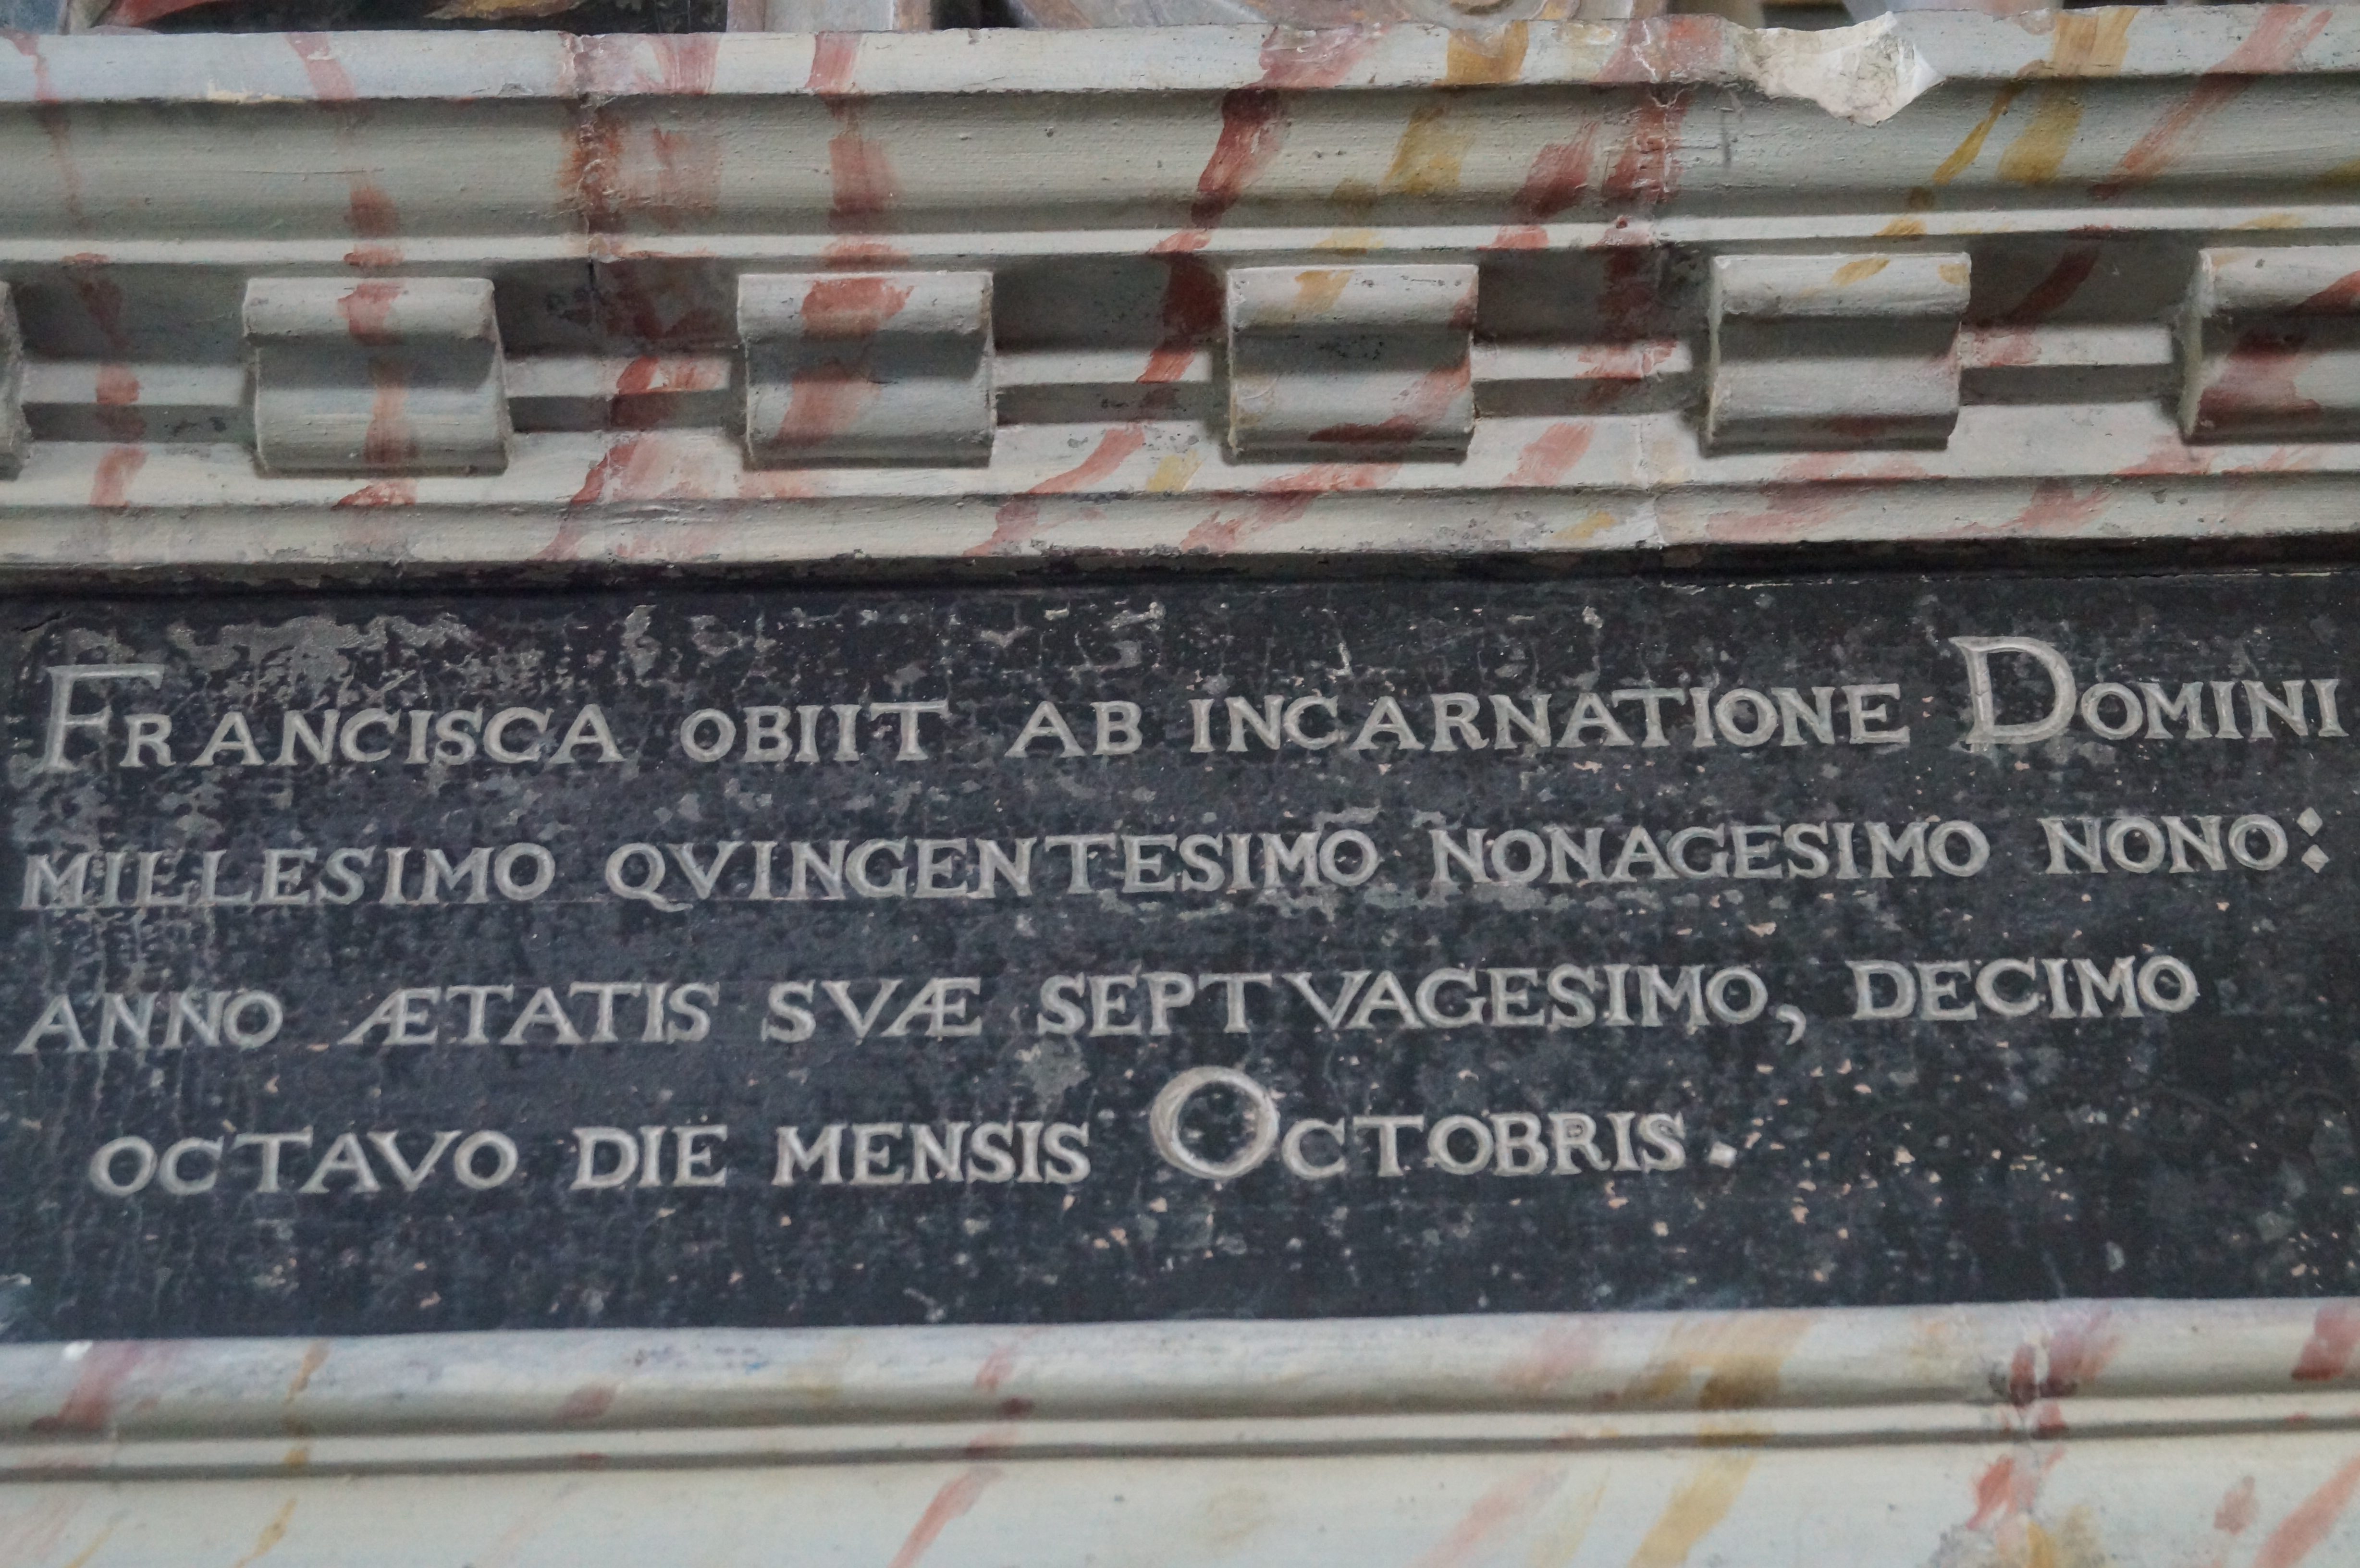 FRANCISCA OBIIT AB INCARNATIONE DOMINI
MILLESIMO QVINGENTESIMO NONAGESIMO NONO:
ANNO ÆTATIS SVÆ SEPTVAGESIMO, DECIMO
OCTAVO DIE MENSIS OCTOBRIS.